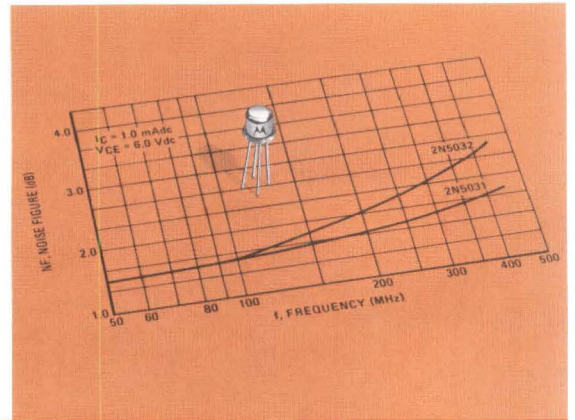 4.0
IC = 1.0 mAdc
VCE = 6.0 Vdc
3.0
2.0
1.0
NF, NOISE FIGURE (dB)
2N5032
2N5031
50 60 80 100 200 300 400 500
f, FREQUENCY (MHz)